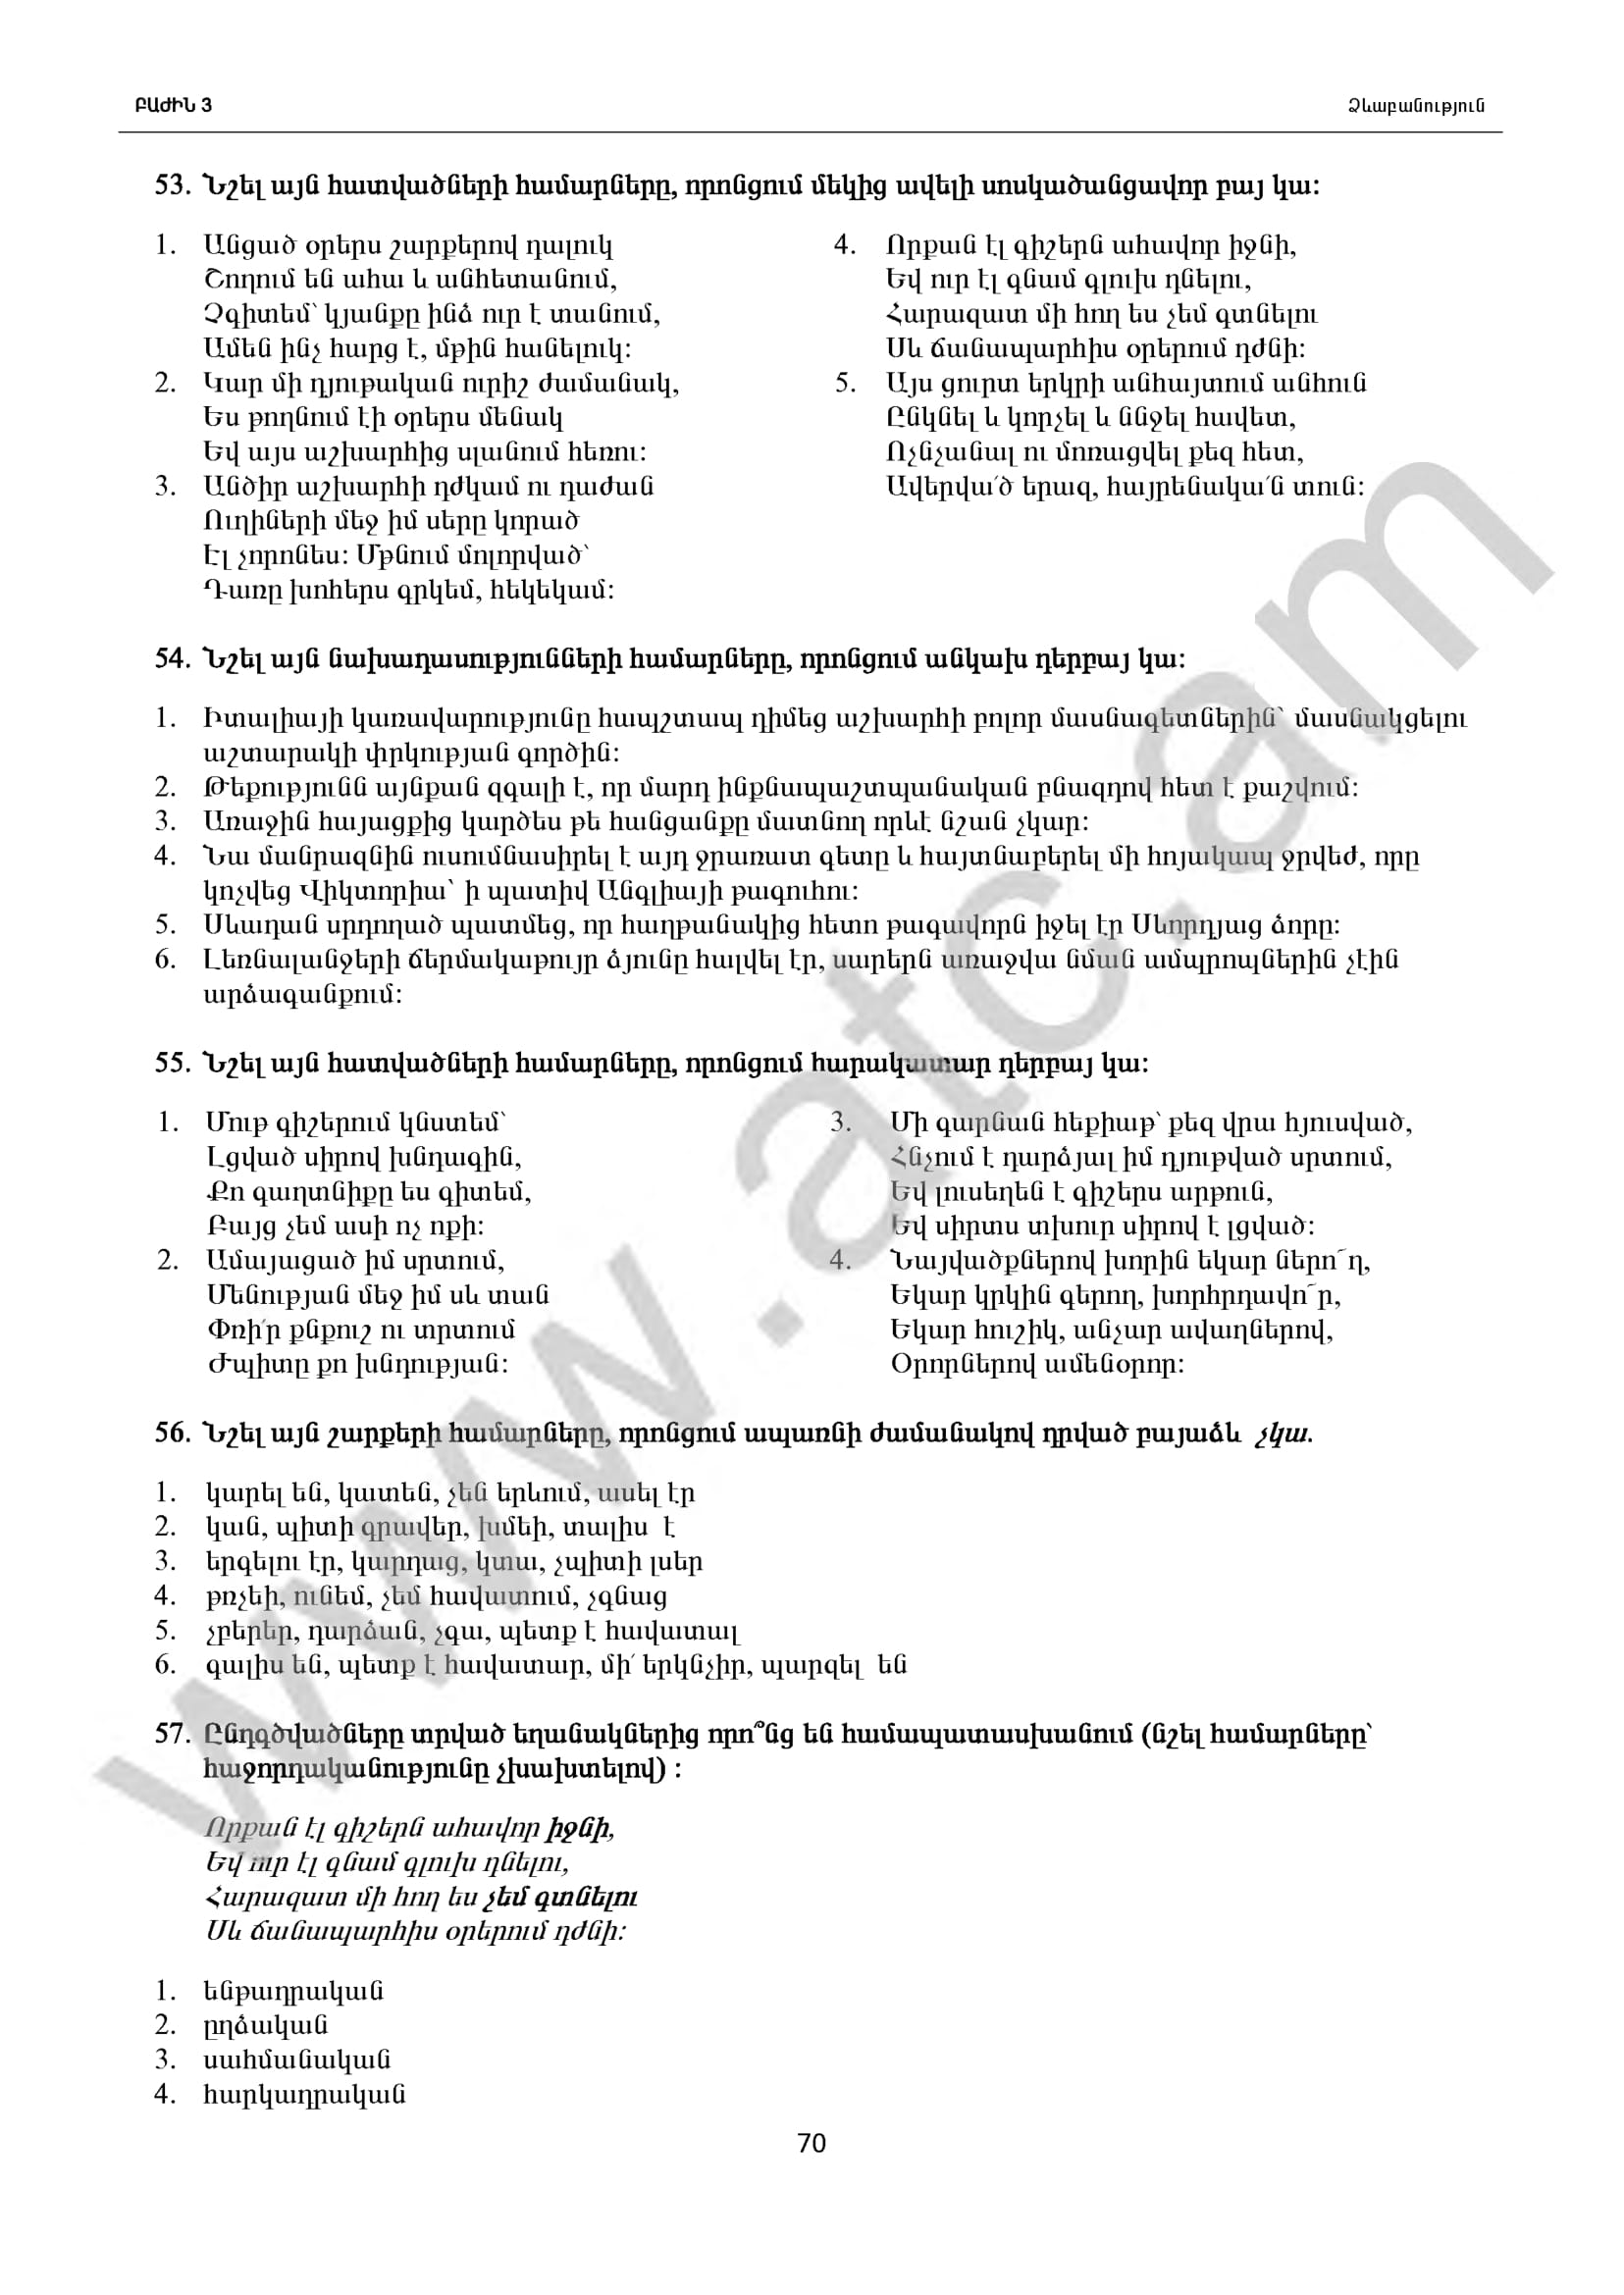 ԲԱԺԻՆ 3
Ձևաբանություն
53. Նշել այն հատվածների համարները, որոնցում մեկից ավելի սոսկածանցավոր բայ կա:
1. Անցած օրերս շարքերով դալուկ
Շողում են ահա և անհետանում,
Չգիտեմ՝ կյանքը ինձ ուր է տանում,
Ամեն ինչ հարց է, մթին հանելուկ:
2. Կար մի դյութական ուրիշ ժամանակ,
Ես թողնում էի օրերս մենակ
Եվ այս աշխարհից սլանում հեռու:
3. Անծիր աշխարհի դժկամ ու դաժան
Ուղիների մեջ իմ սերը կորած
Էլ չորոնես: Մթնում մոլորված՝
Դառը խոհերս գրկեմ, հեկեկամ:
4. Որքան էլ գիշերն ահավոր իջնի,
Եվ ուր էլ գնամ գլուխ դնելու,
Հարազատ մի հող ես չեմ գտնելու
Սև ճանապարհիս օրերում դժնի:
5. Այս ցուրտ երկրի անհայտում անհուն
Ընկնել և կորչել և ննջել հավետ,
Ոչնչանալ ու մոռացվել քեզ հետ,
Ավերվա՛ծ երազ, հայրենակա՛ն տուն:
54. Նշել այն նախադասությունների համարները, որոնցում անկախ դերբայ կա:
1. Իտալիայի կառավարությունը հապշտապ դիմեց աշխարհի բոլոր մասնագետներին՝ մասնակցելու
աշտարակի փրկության գործին:
2. Թեքությունն այնքան զգալի է, որ մարդ ինքնապաշտպանական բնազդով հետ է քաշվում:
3. Առաջին հայացքից կարծես թե հանցանքը մատնող որևէ նշան չկար:
4. Նա մանրազնին ուսումնասիրել է այդ ջրառատ գետը և հայտնաբերել մի հոյակապ ջրվեժ, որը
կոչվեց Վիկտորիա՝ ի պատիվ Անգլիայի թագուհու:
5. Սևադան սրդողած պատմեց, որ հաղթանակից հետո թագավորն իջել էր Սևորդյաց ձորը:
6. Լեռնալանջերի ճերմակաթույր ձյունը հալվել էր, սարերն առաջվա նման ամպրոպներին չէին
արձագանքում:
55. Նշել այն հատվածների համարները, որոնցում հարակատար դերբայ կա:
1. Մութ գիշերում կնստեմ՝
Լցված սիրով խնդագին,
Քո գաղտնիքը ես գիտեմ,
Բայց չեմ ասի ոչ ոքի:
2. Ամայացած իմ սրտում,
Մենության մեջ իմ սև տան
Փռի՛ր քնքուշ ու տրտում
Ժպիտը քո խնդության:
3. Մի գարնան հեքիաթ՝ քեզ վրա հյուսված,
Հնչում է դարձյալ իմ դյութված սրտում,
Եվ լուսեղեն է գիշերս արթուն,
Եվ սիրտս տխուր սիրով է լցված:
4. Նայվածքներով խորին եկար ներո՜ղ,
Եկար կրկին գերող, խորհրդավո՜ր,
Եկար հուշիկ, անչար ավաղներով,
Օրորներով ամենօրոր:
56. Նշել այն շարքերի համարները, որոնցում ապառնի ժամանակով դրված բայաձև չկա.
1. կարել են, կատեն, չեն երևում, ասել էր
2. կան, պիտի գրավեր, խմեի, տալիս է
3. երգելու էր, կարդաց, կտա, չպիտի լսեր
4. թռչեի, ունեմ, չեմ հավատում, չգնաց
5. չբերեր, դարձան, չգա, պետք է հավատալ
6. գալիս են, պետք է հավատար, մի՛ երկնչիր, պարզել են
57. Ընդգծվածները տրված եղանակներից որո՞նց են համապատասխանում (նշել համարները՝
հաջորդականությունը չխախտելով) :
Որքան էլ գիշերն ահավոր իջնի,
Եվ ուր էլ գնամ գլուխ դնելու,
Հարազատ մի հող ես չեմ գտնելու
Սև ճանապարհիս օրերում դժնի:
1. ենթադրական
2. ըղձական
3. սահմանական
4. հարկադրական
70
www.atc.am